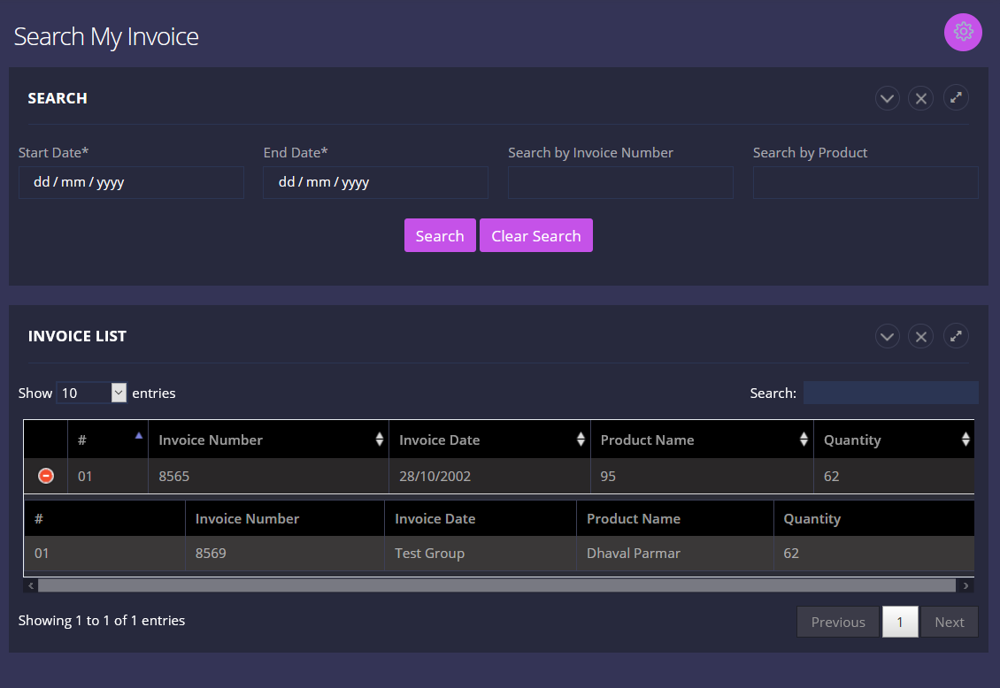 Search My Invoice
SEARCH
Start Date* End Date* Search by Invoice Number Search by Product
dd / mm / yyyy dd / mm / yyyy
Search Clear Search
INVOICE LIST
Show 10 entries Search:
# Invoice Number Invoice Date Product Name Quantity
01 8565 28/10/2002 95 62
# Invoice Number Invoice Date Product Name Quantity
01 8569 Test Group Dhaval Parmar 62
Showing 1 to 1 of 1 entries Previous 1 Next